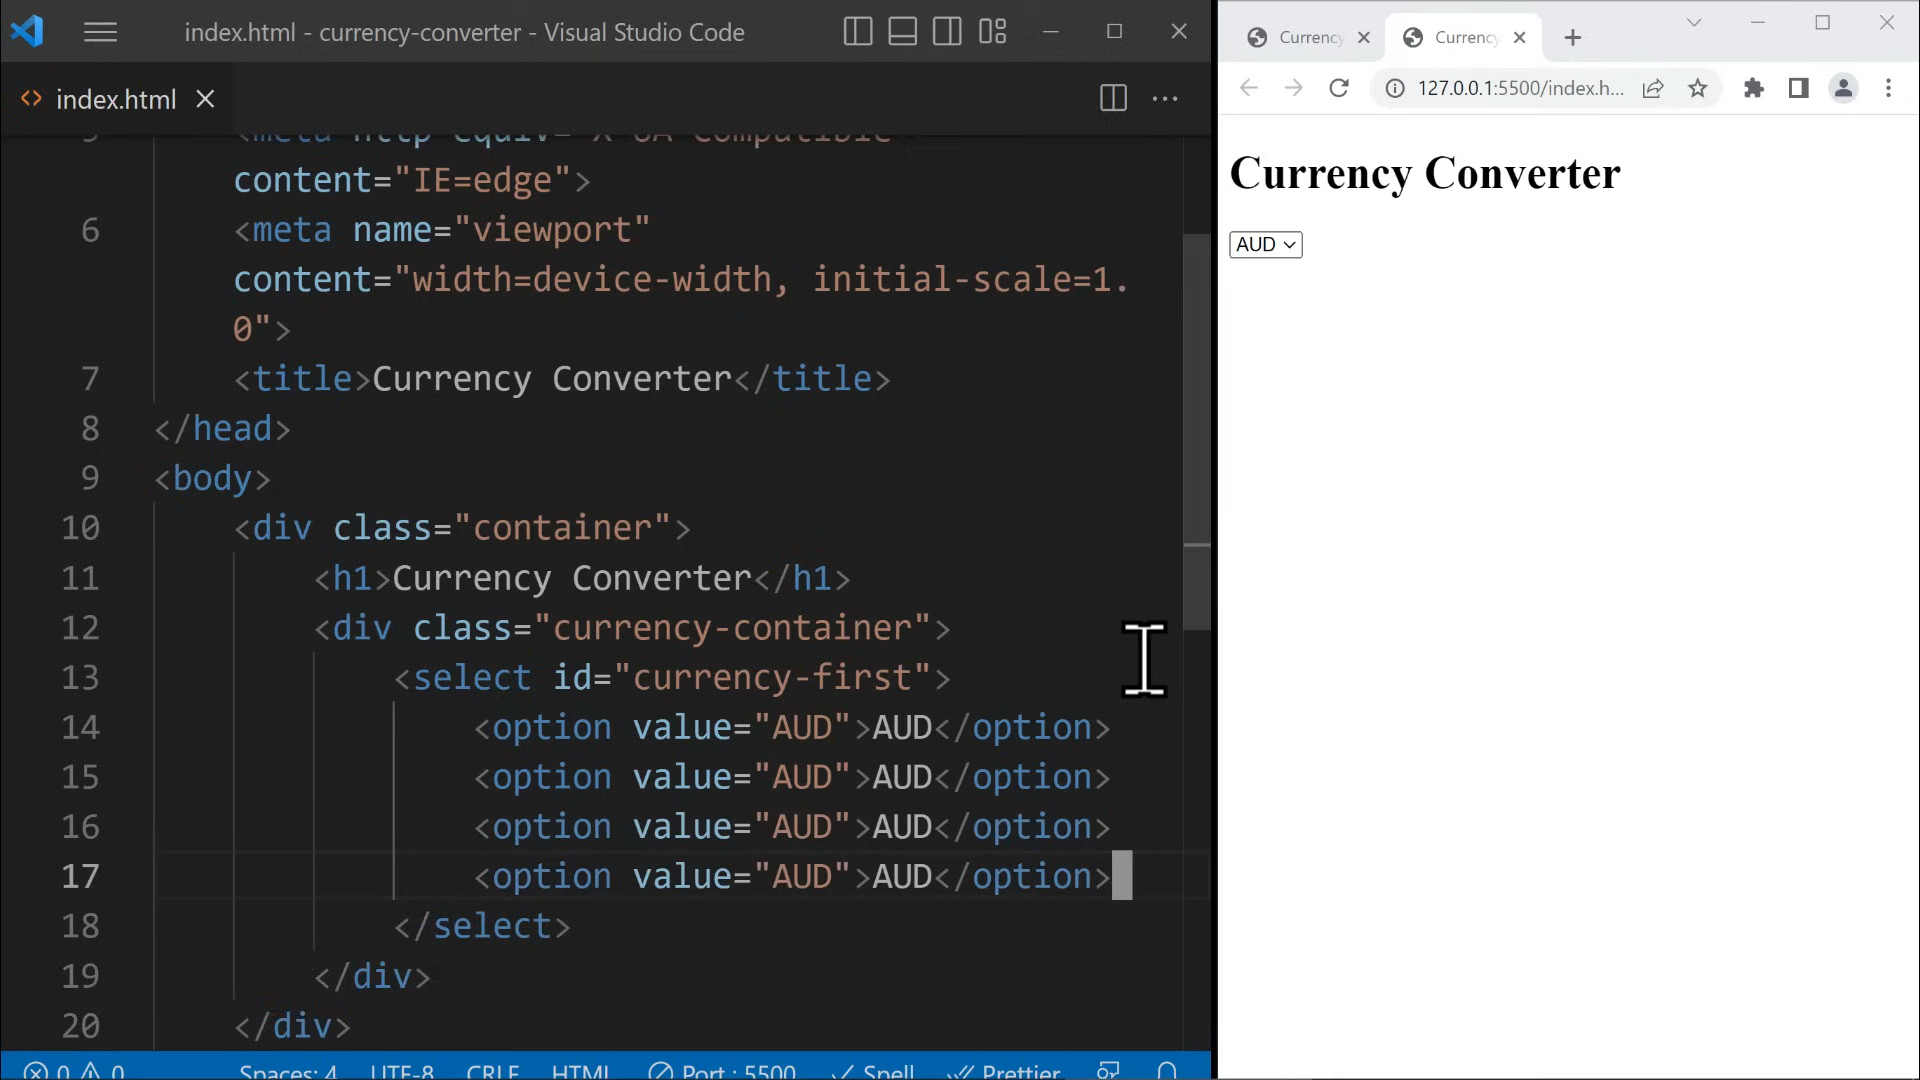 index.html - currency-converter - Visual Studio Code
index.html
content="IE=edge">
6 <meta name="viewport"
content="width=device-width, initial-scale=1.
0">
7 <title>Currency Converter</title>
8 </head>
9 <body>
10 <div class="container">
11 <h1>Currency Converter</h1>
12 <div class="currency-container">
13 <select id="currency-first">
14 <option value="AUD">AUD</option>
15 <option value="AUD">AUD</option>
16 <option value="AUD">AUD</option>
17 <option value="AUD">AUD</option>
18 </select>
19 </div>
20 </div>
0 0 Spaces: 4 UTF-8 CRLF HTML Port : 5500 Spell Prettier
Currency Currency
127.0.0.1:5500/index.h...
Currency Converter
AUD